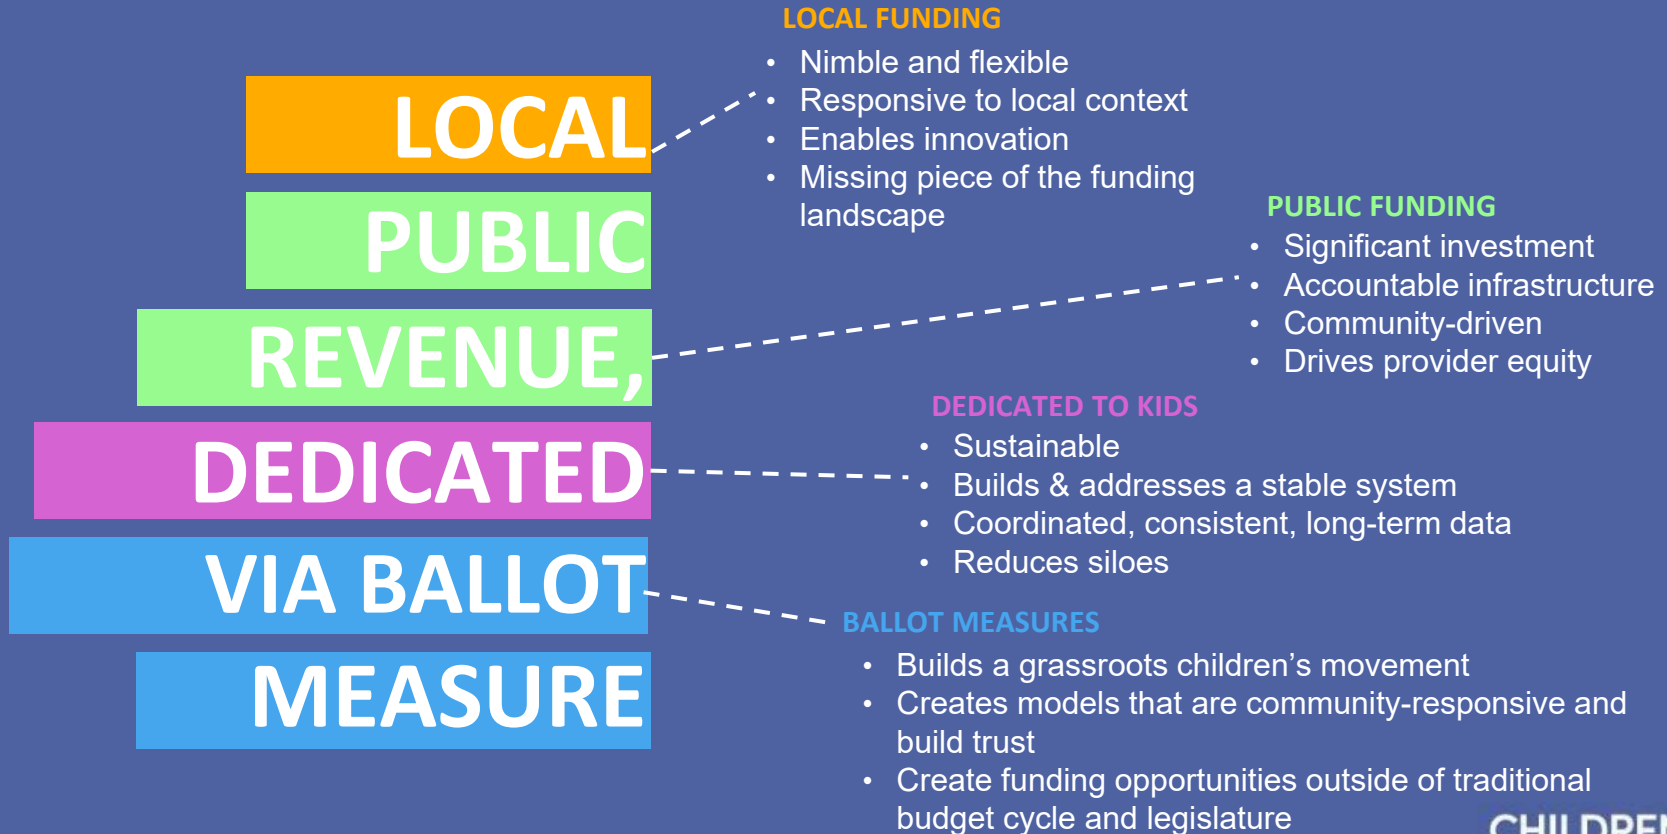 LOCAL
PUBLIC
REVENUE,
DEDICATED
VIA BALLOT
MEASURE
LOCAL FUNDING
• Nimble and flexible
• Responsive to local context
• Enables innovation
• Missing piece of the funding
landscape
PUBLIC FUNDING
• Significant investment
• Accountable infrastructure
• Community-driven
• Drives provider equity
DEDICATED TO KIDS
• Sustainable
• Builds & addresses a stable system
• Coordinated, consistent, long-term data
• Reduces siloes
BALLOT MEASURES
• Builds a grassroots children’s movement
• Creates models that are community-responsive and
build trust
• Create funding opportunities outside of traditional
budget cycle and legislature
CHILDREN